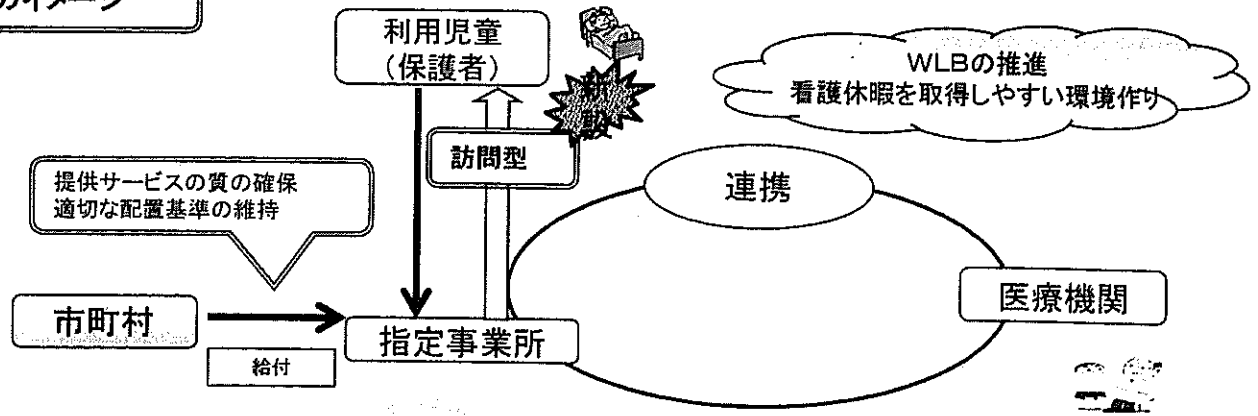 のイメージ
利用児童
(保護者)
新設
WLBの推進
看護休暇を取得しやすい環境作り
訪問型
提供サービスの質の確保
適切な配置基準の維持
連携
市町村
給付
指定事業所
医療機関